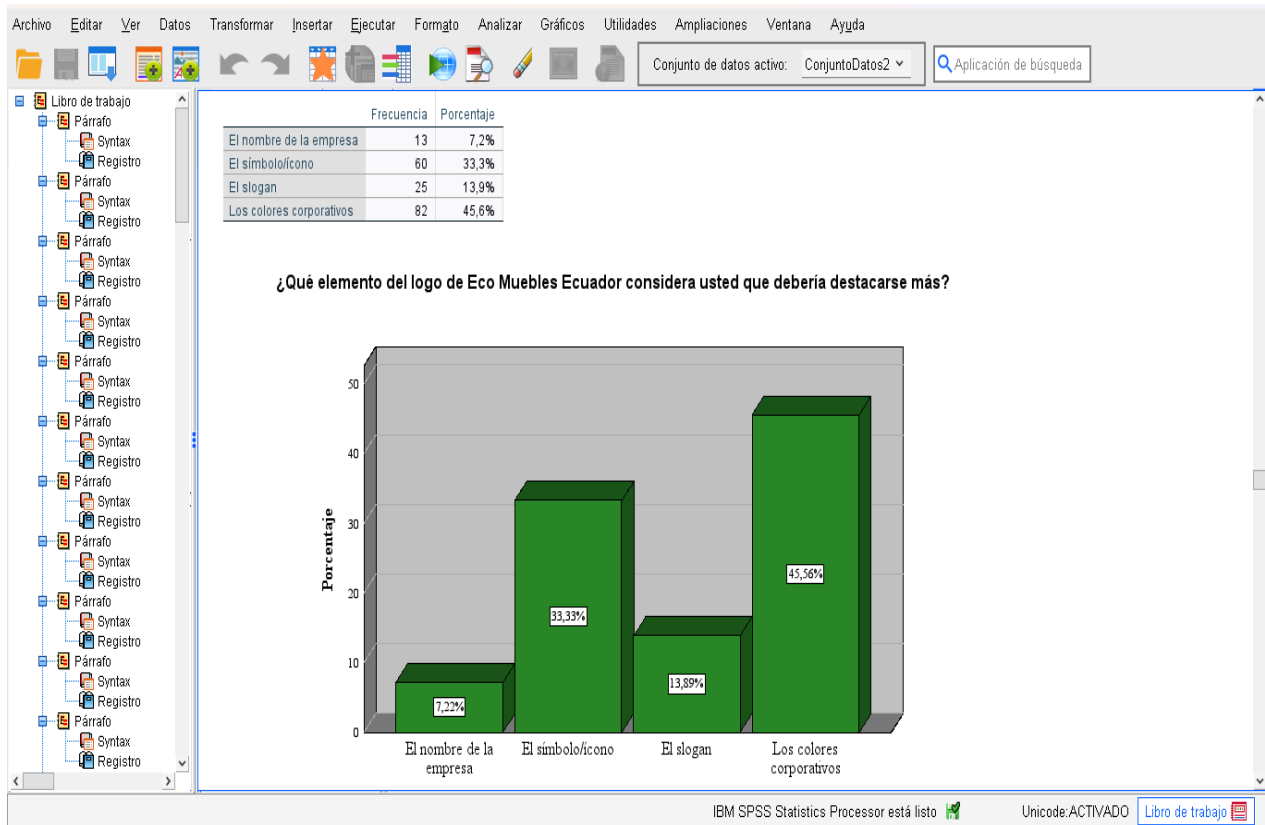 Archivo Editar Ver Datos Transformar Insertar Ejecutar Formato Analizar Gráficos Utilidades Ampliaciones Ventana Ayuda
Conjunto de datos activo: ConjuntoDatos2 Aplicación de búsqueda
Libro de trabajo
Párrafo
Syntax
Registro
Párrafo
Syntax
Registro
Párrafo
Syntax
Registro
Párrafo
Syntax
Registro
Párrafo
Syntax
Registro
Párrafo
Syntax
Registro
Párrafo
Syntax
Registro
Párrafo
Syntax
Registro
Párrafo
Syntax
Registro
Párrafo
Syntax
Registro
Párrafo
Syntax
Registro
Frecuencia Porcentaje
El nombre de la empresa 13 7,2%
El símbolo/ícono 60 33,3%
El slogan 25 13,9%
Los colores corporativos 82 45,6%
¿Qué elemento del logo de Eco Muebles Ecuador considera usted que debería destacarse más?
Porcentaje
50
40
30
20
10
0
7,22%
33,33%
13,89%
45,56%
El nombre de la
empresa
El símbolo/ícono
El slogan
Los colores
corporativos
IBM SPSS Statistics Processor está listo Unicode:ACTIVADO Libro de trabajo